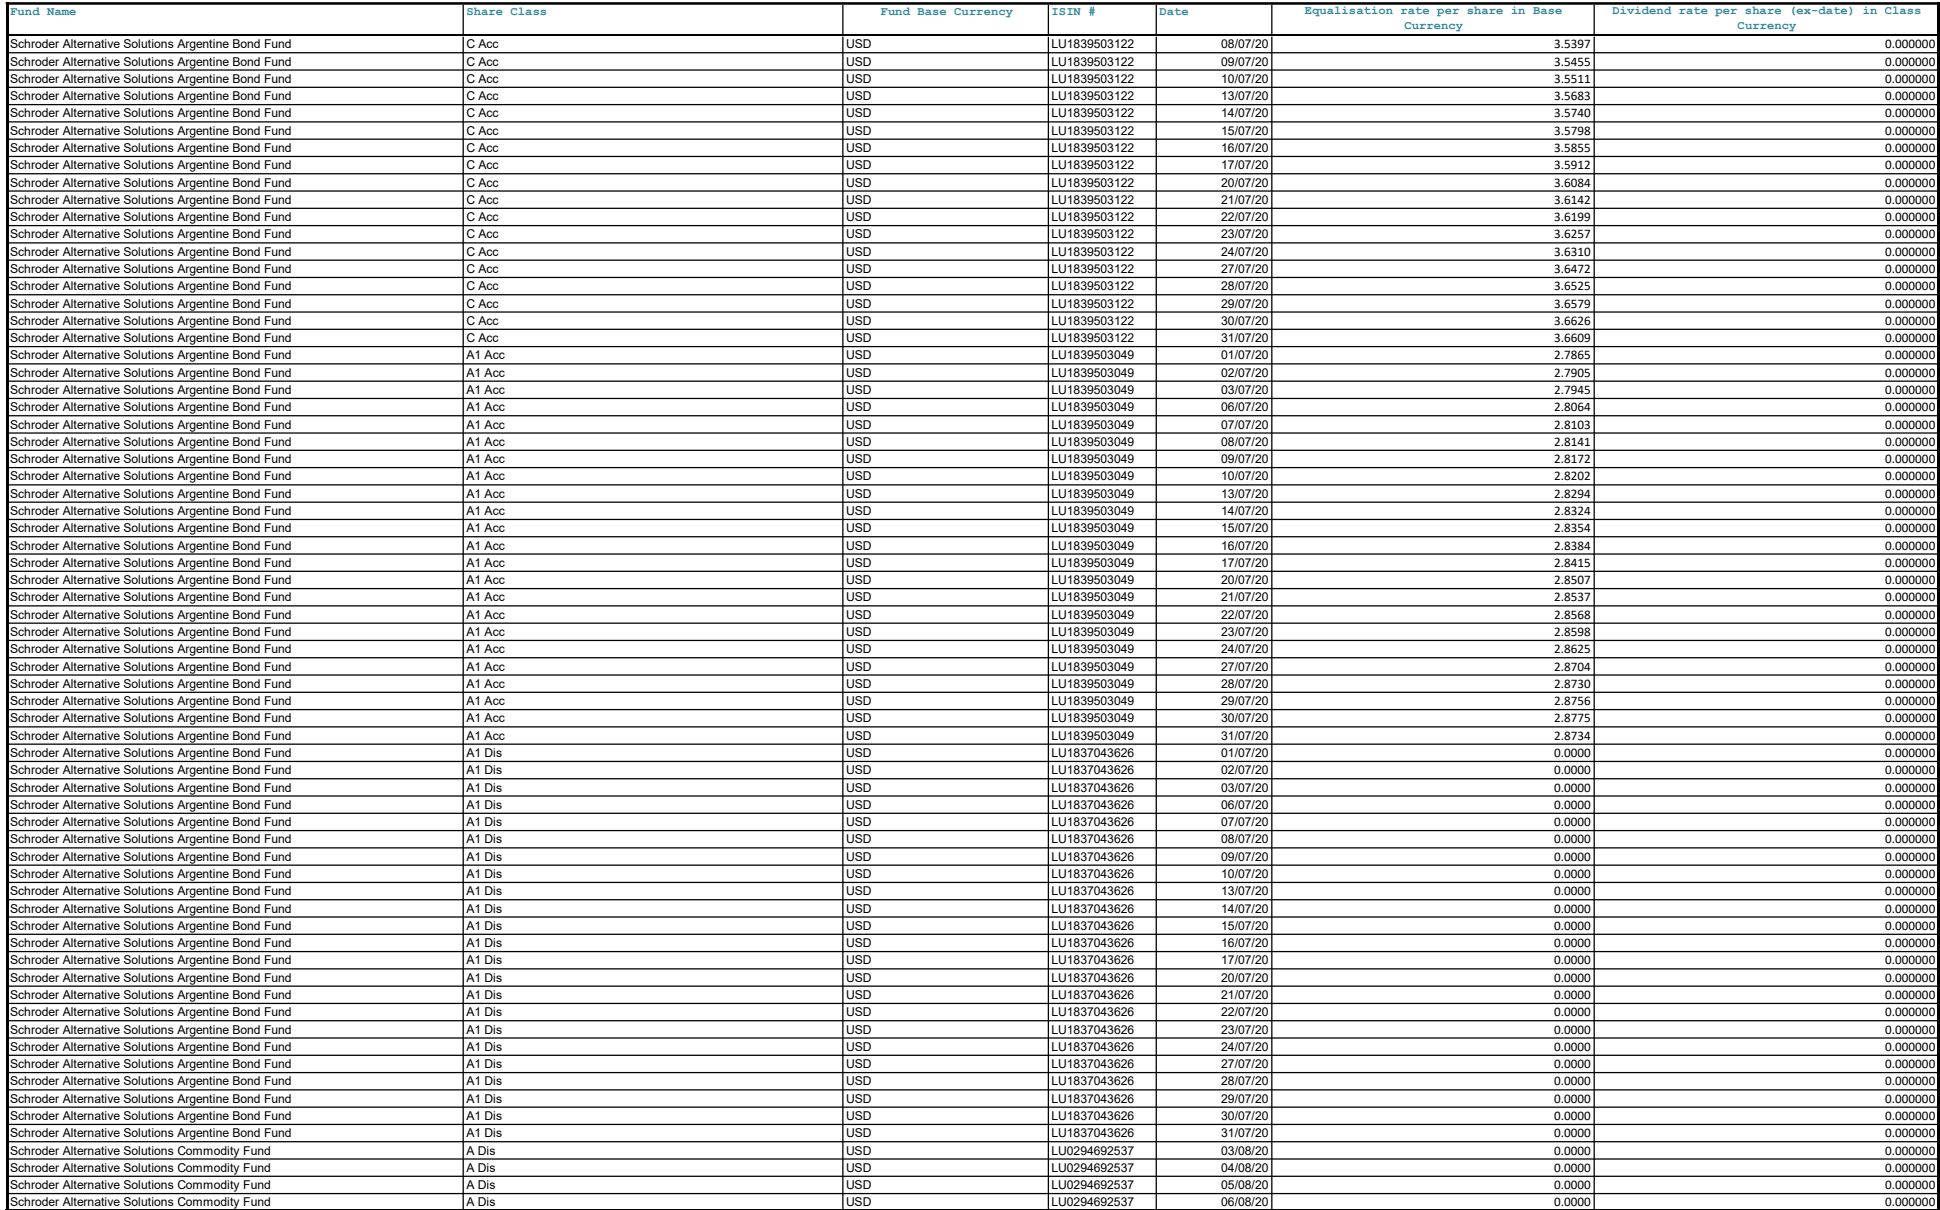 Fund Name Share Class Fund Base Currency ISIN # Date Equalisation rate per share in Base Currency Dividend rate per share (ex-date) in Class Currency
Schroder Alternative Solutions Argentine Bond Fund C Acc USD LU1839503122 08/07/20 3.5397 0.000000
Schroder Alternative Solutions Argentine Bond Fund C Acc USD LU1839503122 09/07/20 3.5455 0.000000
Schroder Alternative Solutions Argentine Bond Fund C Acc USD LU1839503122 10/07/20 3.5511 0.000000
Schroder Alternative Solutions Argentine Bond Fund C Acc USD LU1839503122 13/07/20 3.5683 0.000000
Schroder Alternative Solutions Argentine Bond Fund C Acc USD LU1839503122 14/07/20 3.5740 0.000000
Schroder Alternative Solutions Argentine Bond Fund C Acc USD LU1839503122 15/07/20 3.5798 0.000000
Schroder Alternative Solutions Argentine Bond Fund C Acc USD LU1839503122 16/07/20 3.5855 0.000000
Schroder Alternative Solutions Argentine Bond Fund C Acc USD LU1839503122 17/07/20 3.5912 0.000000
Schroder Alternative Solutions Argentine Bond Fund C Acc USD LU1839503122 20/07/20 3.6084 0.000000
Schroder Alternative Solutions Argentine Bond Fund C Acc USD LU1839503122 21/07/20 3.6142 0.000000
Schroder Alternative Solutions Argentine Bond Fund C Acc USD LU1839503122 22/07/20 3.6199 0.000000
Schroder Alternative Solutions Argentine Bond Fund C Acc USD LU1839503122 23/07/20 3.6257 0.000000
Schroder Alternative Solutions Argentine Bond Fund C Acc USD LU1839503122 24/07/20 3.6310 0.000000
Schroder Alternative Solutions Argentine Bond Fund C Acc USD LU1839503122 27/07/20 3.6472 0.000000
Schroder Alternative Solutions Argentine Bond Fund C Acc USD LU1839503122 28/07/20 3.6525 0.000000
Schroder Alternative Solutions Argentine Bond Fund C Acc USD LU1839503122 29/07/20 3.6579 0.000000
Schroder Alternative Solutions Argentine Bond Fund C Acc USD LU1839503122 30/07/20 3.6626 0.000000
Schroder Alternative Solutions Argentine Bond Fund C Acc USD LU1839503122 31/07/20 3.6609 0.000000
Schroder Alternative Solutions Argentine Bond Fund A1 Acc USD LU1839503049 01/07/20 2.7865 0.000000
Schroder Alternative Solutions Argentine Bond Fund A1 Acc USD LU1839503049 02/07/20 2.7905 0.000000
Schroder Alternative Solutions Argentine Bond Fund A1 Acc USD LU1839503049 03/07/20 2.7945 0.000000
Schroder Alternative Solutions Argentine Bond Fund A1 Acc USD LU1839503049 06/07/20 2.8064 0.000000
Schroder Alternative Solutions Argentine Bond Fund A1 Acc USD LU1839503049 07/07/20 2.8103 0.000000
Schroder Alternative Solutions Argentine Bond Fund A1 Acc USD LU1839503049 08/07/20 2.8141 0.000000
Schroder Alternative Solutions Argentine Bond Fund A1 Acc USD LU1839503049 09/07/20 2.8172 0.000000
Schroder Alternative Solutions Argentine Bond Fund A1 Acc USD LU1839503049 10/07/20 2.8202 0.000000
Schroder Alternative Solutions Argentine Bond Fund A1 Acc USD LU1839503049 13/07/20 2.8294 0.000000
Schroder Alternative Solutions Argentine Bond Fund A1 Acc USD LU1839503049 14/07/20 2.8324 0.000000
Schroder Alternative Solutions Argentine Bond Fund A1 Acc USD LU1839503049 15/07/20 2.8354 0.000000
Schroder Alternative Solutions Argentine Bond Fund A1 Acc USD LU1839503049 16/07/20 2.8384 0.000000
Schroder Alternative Solutions Argentine Bond Fund A1 Acc USD LU1839503049 17/07/20 2.8415 0.000000
Schroder Alternative Solutions Argentine Bond Fund A1 Acc USD LU1839503049 20/07/20 2.8507 0.000000
Schroder Alternative Solutions Argentine Bond Fund A1 Acc USD LU1839503049 21/07/20 2.8537 0.000000
Schroder Alternative Solutions Argentine Bond Fund A1 Acc USD LU1839503049 22/07/20 2.8568 0.000000
Schroder Alternative Solutions Argentine Bond Fund A1 Acc USD LU1839503049 23/07/20 2.8598 0.000000
Schroder Alternative Solutions Argentine Bond Fund A1 Acc USD LU1839503049 24/07/20 2.8625 0.000000
Schroder Alternative Solutions Argentine Bond Fund A1 Acc USD LU1839503049 27/07/20 2.8704 0.000000
Schroder Alternative Solutions Argentine Bond Fund A1 Acc USD LU1839503049 28/07/20 2.8730 0.000000
Schroder Alternative Solutions Argentine Bond Fund A1 Acc USD LU1839503049 29/07/20 2.8756 0.000000
Schroder Alternative Solutions Argentine Bond Fund A1 Acc USD LU1839503049 30/07/20 2.8775 0.000000
Schroder Alternative Solutions Argentine Bond Fund A1 Acc USD LU1839503049 31/07/20 2.8734 0.000000
Schroder Alternative Solutions Argentine Bond Fund A1 Dis USD LU1837043626 01/07/20 0.0000 0.000000
Schroder Alternative Solutions Argentine Bond Fund A1 Dis USD LU1837043626 02/07/20 0.0000 0.000000
Schroder Alternative Solutions Argentine Bond Fund A1 Dis USD LU1837043626 03/07/20 0.0000 0.000000
Schroder Alternative Solutions Argentine Bond Fund A1 Dis USD LU1837043626 06/07/20 0.0000 0.000000
Schroder Alternative Solutions Argentine Bond Fund A1 Dis USD LU1837043626 07/07/20 0.0000 0.000000
Schroder Alternative Solutions Argentine Bond Fund A1 Dis USD LU1837043626 08/07/20 0.0000 0.000000
Schroder Alternative Solutions Argentine Bond Fund A1 Dis USD LU1837043626 09/07/20 0.0000 0.000000
Schroder Alternative Solutions Argentine Bond Fund A1 Dis USD LU1837043626 10/07/20 0.0000 0.000000
Schroder Alternative Solutions Argentine Bond Fund A1 Dis USD LU1837043626 13/07/20 0.0000 0.000000
Schroder Alternative Solutions Argentine Bond Fund A1 Dis USD LU1837043626 14/07/20 0.0000 0.000000
Schroder Alternative Solutions Argentine Bond Fund A1 Dis USD LU1837043626 15/07/20 0.0000 0.000000
Schroder Alternative Solutions Argentine Bond Fund A1 Dis USD LU1837043626 16/07/20 0.0000 0.000000
Schroder Alternative Solutions Argentine Bond Fund A1 Dis USD LU1837043626 17/07/20 0.0000 0.000000
Schroder Alternative Solutions Argentine Bond Fund A1 Dis USD LU1837043626 20/07/20 0.0000 0.000000
Schroder Alternative Solutions Argentine Bond Fund A1 Dis USD LU1837043626 21/07/20 0.0000 0.000000
Schroder Alternative Solutions Argentine Bond Fund A1 Dis USD LU1837043626 22/07/20 0.0000 0.000000
Schroder Alternative Solutions Argentine Bond Fund A1 Dis USD LU1837043626 23/07/20 0.0000 0.000000
Schroder Alternative Solutions Argentine Bond Fund A1 Dis USD LU1837043626 24/07/20 0.0000 0.000000
Schroder Alternative Solutions Argentine Bond Fund A1 Dis USD LU1837043626 27/07/20 0.0000 0.000000
Schroder Alternative Solutions Argentine Bond Fund A1 Dis USD LU1837043626 28/07/20 0.0000 0.000000
Schroder Alternative Solutions Argentine Bond Fund A1 Dis USD LU1837043626 29/07/20 0.0000 0.000000
Schroder Alternative Solutions Argentine Bond Fund A1 Dis USD LU1837043626 30/07/20 0.0000 0.000000
Schroder Alternative Solutions Argentine Bond Fund A1 Dis USD LU1837043626 31/07/20 0.0000 0.000000
Schroder Alternative Solutions Commodity Fund A Dis USD LU0294692537 03/08/20 0.0000 0.000000
Schroder Alternative Solutions Commodity Fund A Dis USD LU0294692537 04/08/20 0.0000 0.000000
Schroder Alternative Solutions Commodity Fund A Dis USD LU0294692537 05/08/20 0.0000 0.000000
Schroder Alternative Solutions Commodity Fund A Dis USD LU0294692537 06/08/20 0.0000 0.000000